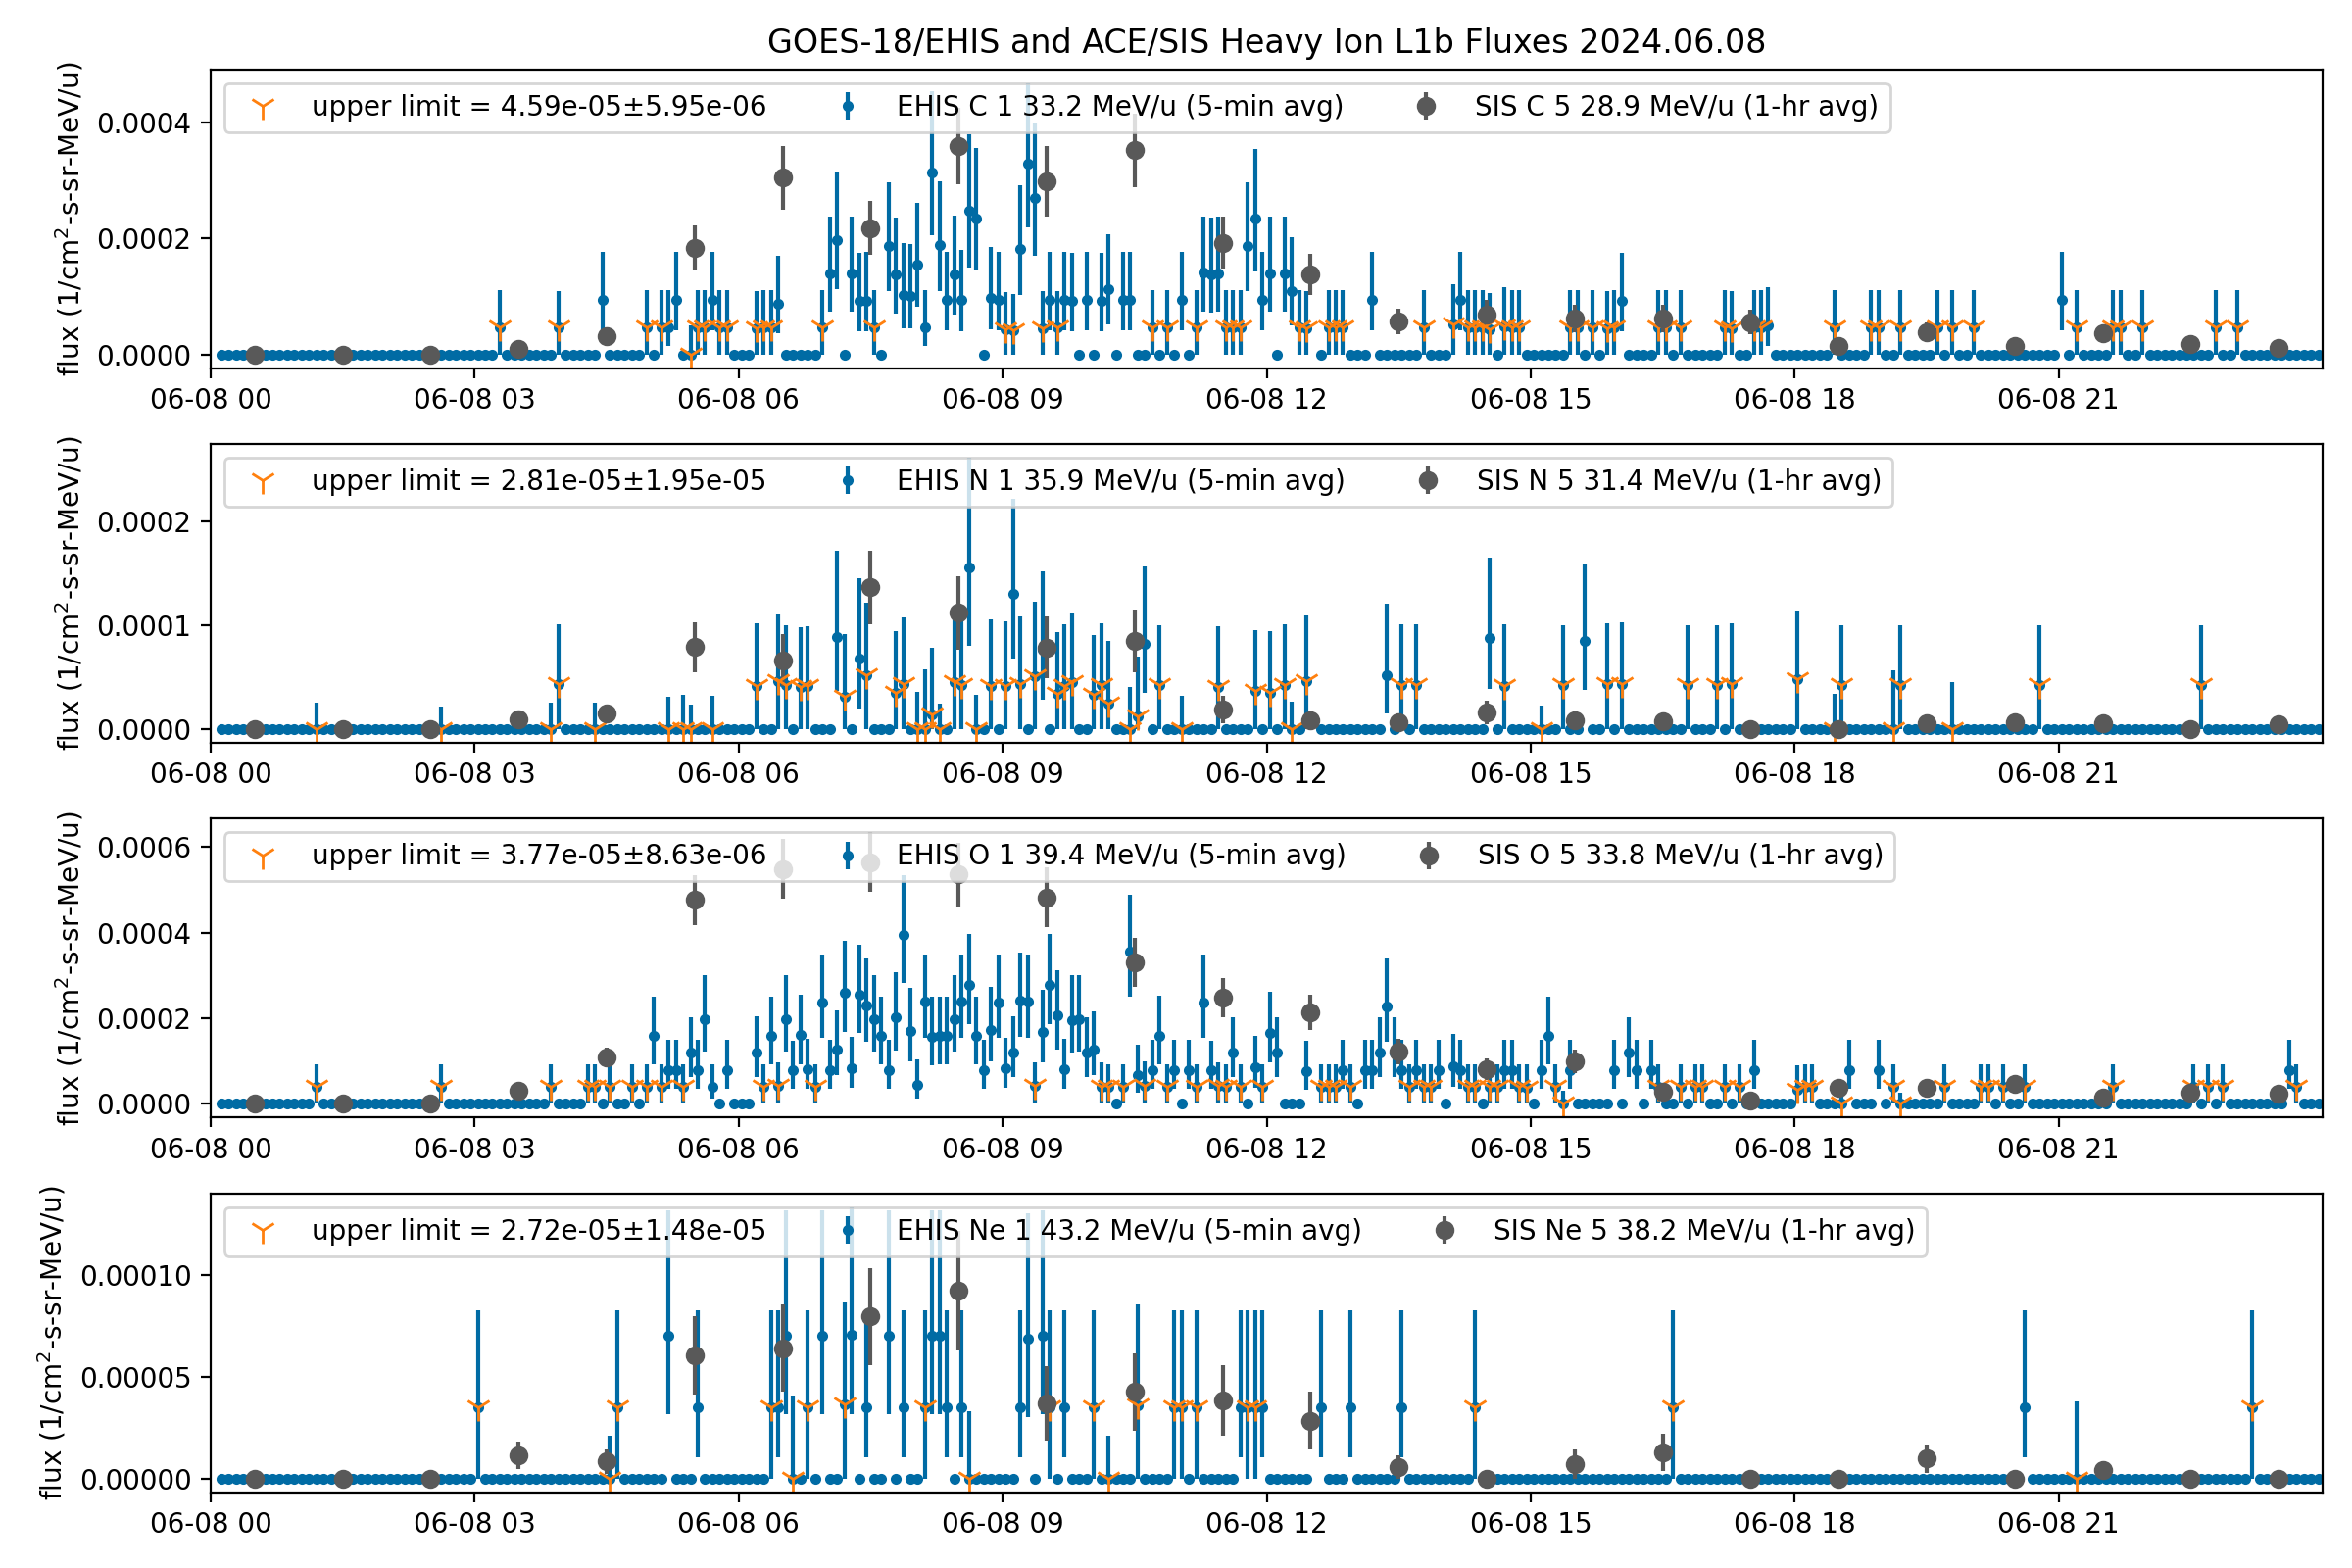 GOES-18/EHIS and ACE/SIS Heavy Ion L1b Fluxes 2024.06.08
flux (1/cm²-s-sr-MeV/u)
upper limit = 4.59e-05±5.95e-06 EHIS C 1 33.2 MeV/u (5-min avg) SIS C 5 28.9 MeV/u (1-hr avg)
0.0004
0.0002
0.0000
06-08 00 06-08 03 06-08 06 06-08 09 06-08 12 06-08 15 06-08 18 06-08 21
flux (1/cm²-s-sr-MeV/u)
upper limit = 2.81e-05±1.95e-05 EHIS N 1 35.9 MeV/u (5-min avg) SIS N 5 31.4 MeV/u (1-hr avg)
0.0002
0.0001
0.0000
06-08 00 06-08 03 06-08 06 06-08 09 06-08 12 06-08 15 06-08 18 06-08 21
flux (1/cm²-s-sr-MeV/u)
upper limit = 3.77e-05±8.63e-06 EHIS O 1 39.4 MeV/u (5-min avg) SIS O 5 33.8 MeV/u (1-hr avg)
0.0006
0.0004
0.0002
0.0000
06-08 00 06-08 03 06-08 06 06-08 09 06-08 12 06-08 15 06-08 18 06-08 21
flux (1/cm²-s-sr-MeV/u)
upper limit = 2.72e-05±1.48e-05 EHIS Ne 1 43.2 MeV/u (5-min avg) SIS Ne 5 38.2 MeV/u (1-hr avg)
0.00010
0.00005
0.00000
06-08 00 06-08 03 06-08 06 06-08 09 06-08 12 06-08 15 06-08 18 06-08 21